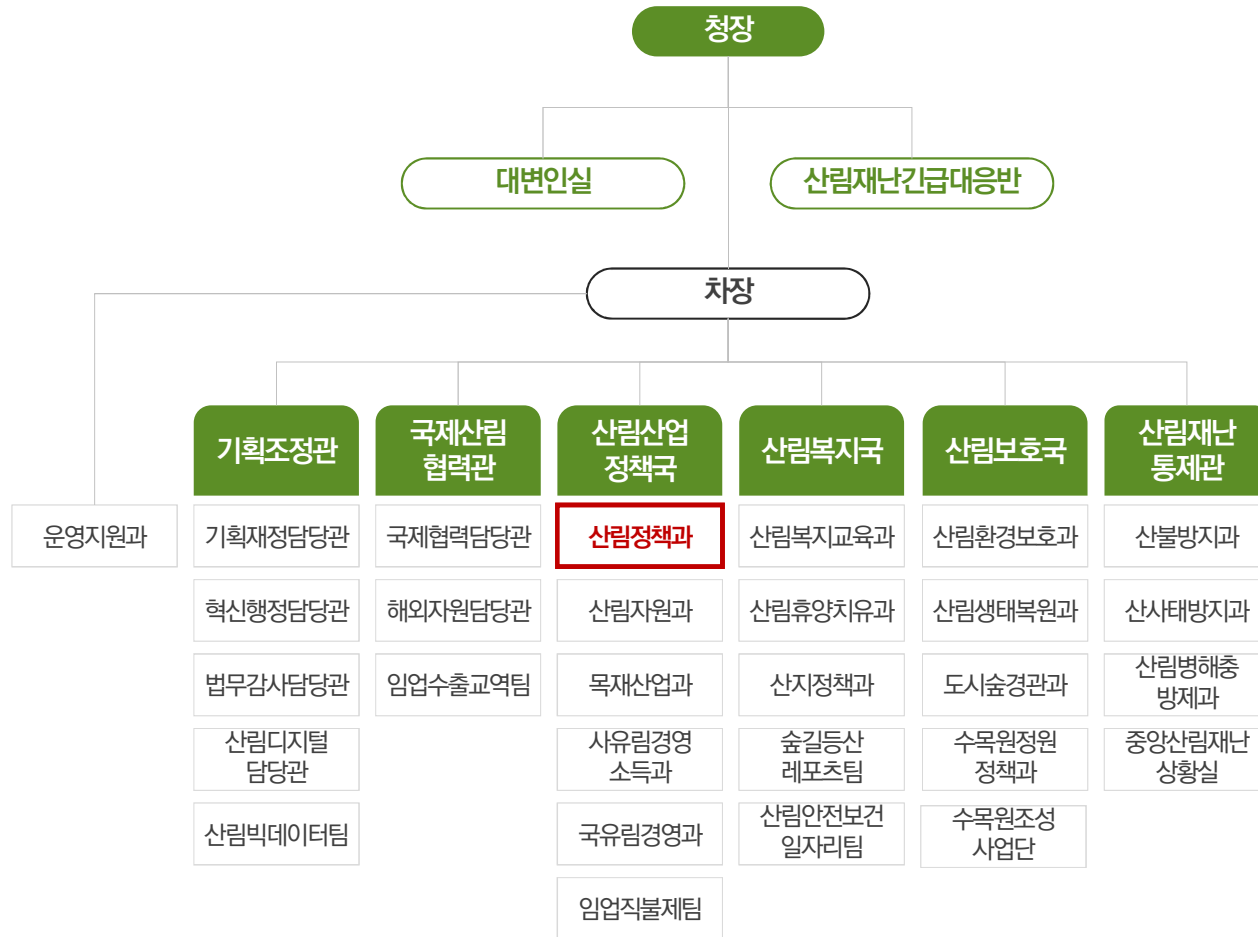 청장
대변인실
산림재난긴급대응반
차장
기획조정관
국제산림
협력관
산림산업
정책국
산림복지국
산림보호국
산림재난
통제관
운영지원과
기획재정담당관
국제협력담당관
산림정책과
산림복지교육과
산림환경보호과
산불방지과
혁신행정담당관
해외자원담당관
산림자원과
산림휴양치유과
산림생태복원과
산사태방지과
법무감사담당관
임업수출교역팀
목재산업과
산지정책과
도시숲경관과
산림병해충
방제과
산림디지털
담당관
사유림경영
소득과
숲길등산
레포츠팀
수목원정원
정책과
중앙산림재난
상황실
산림빅데이터팀
국유림경영과
산림안전보건
일자리팀
수목원조성
사업단
임업직불제팀